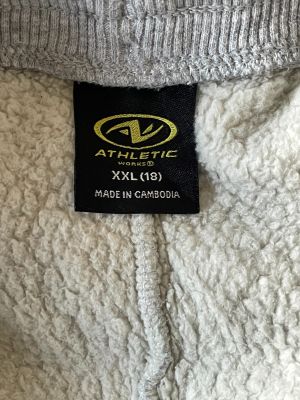 ATHLETIC
WORKS®
XXL (18)
MADE IN CAMBODIA